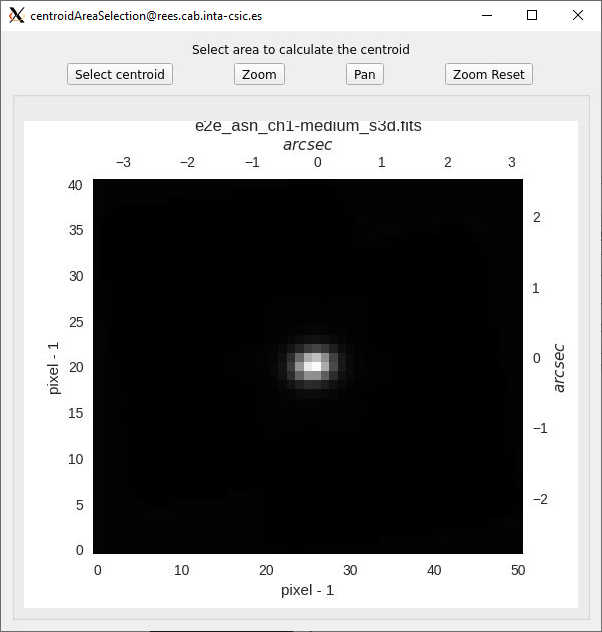 centroidAreaSelection@rees.cab.inta-csic.es
Select area to calculate the centroid
Select centroid Zoom Pan Zoom Reset
e2e_asn_ch1-medium_s3d.fits
arcsec
−3 −2 −1 0 1 2 3
40
35
30
25
20
15
10
5
0
pixel - 1
2
1
0
−1
−2
arcsec
0 10 20 30 40 50
pixel - 1